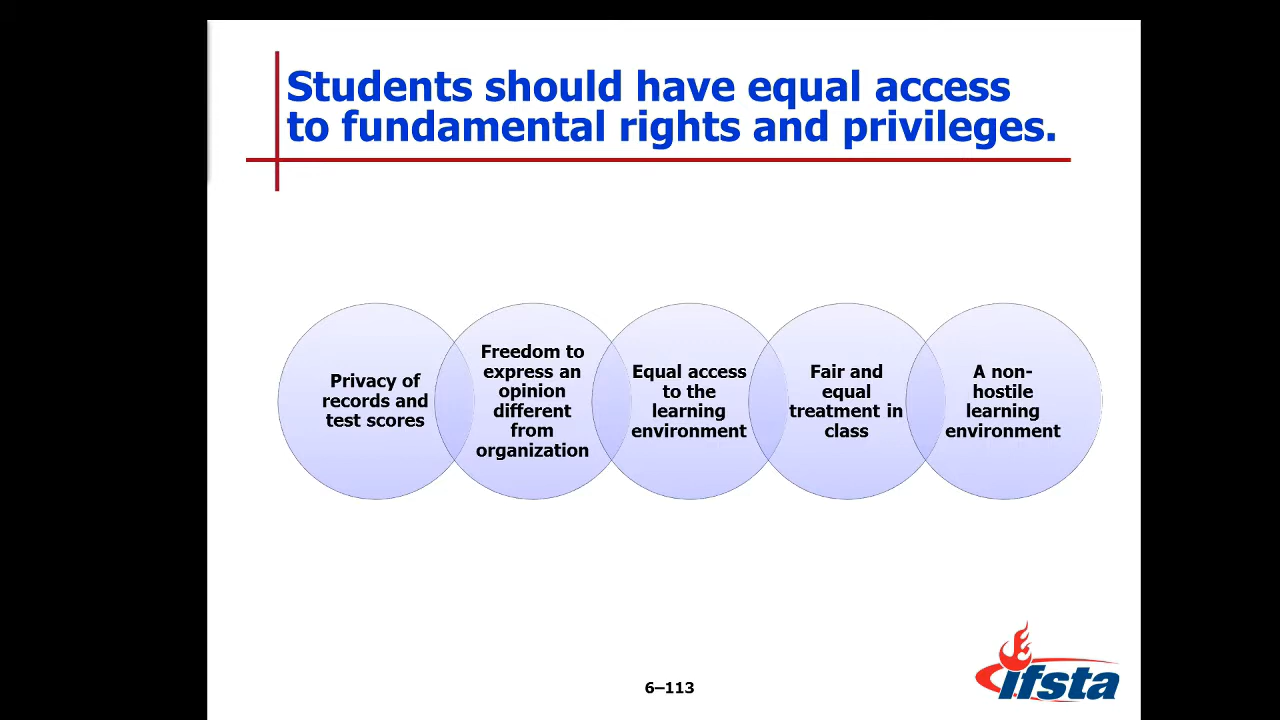 Students should have equal access
to fundamental rights and privileges.
Privacy of
records and
test scores
Freedom to
express an
opinion
different
from
organization
Equal access
to the
learning
environment
Fair and
equal
treatment in
class
A non-
hostile
learning
environment
6–113
ifsta